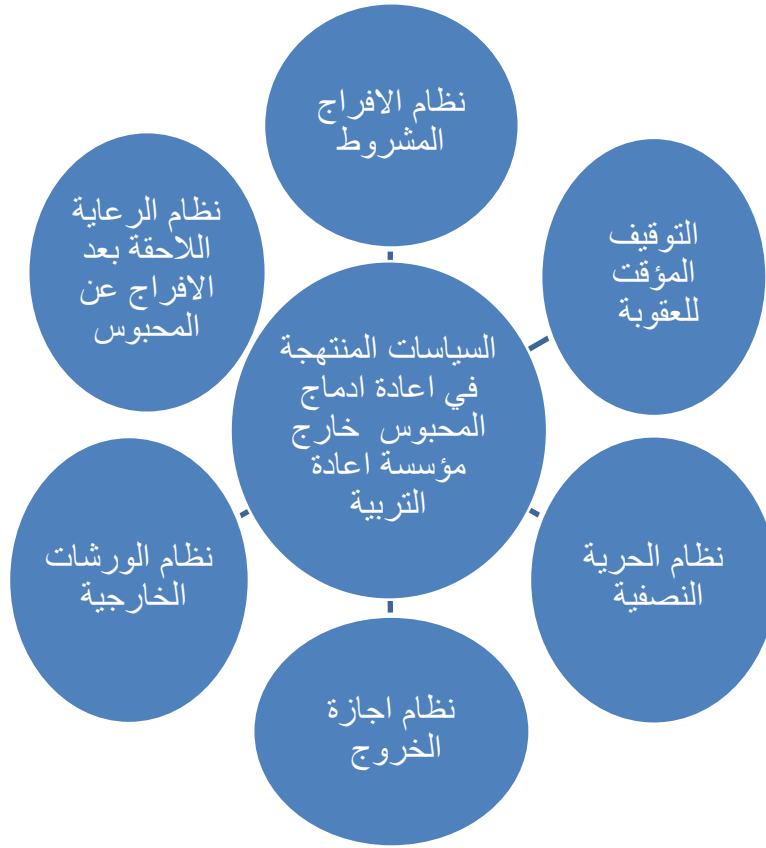 نظام الافراج
المشروط
التوقيف
المؤقت
للعقوبة
نظام الرعاية
اللاحقة بعد
الافراج عن
المحبوس
السياسات المنتهجة
في اعادة ادماج
المحبوس خارج
مؤسسة اعادة
التربية
نظام الحرية
النصفية
نظام الورشات
الخارجية
نظام اجازة
الخروج